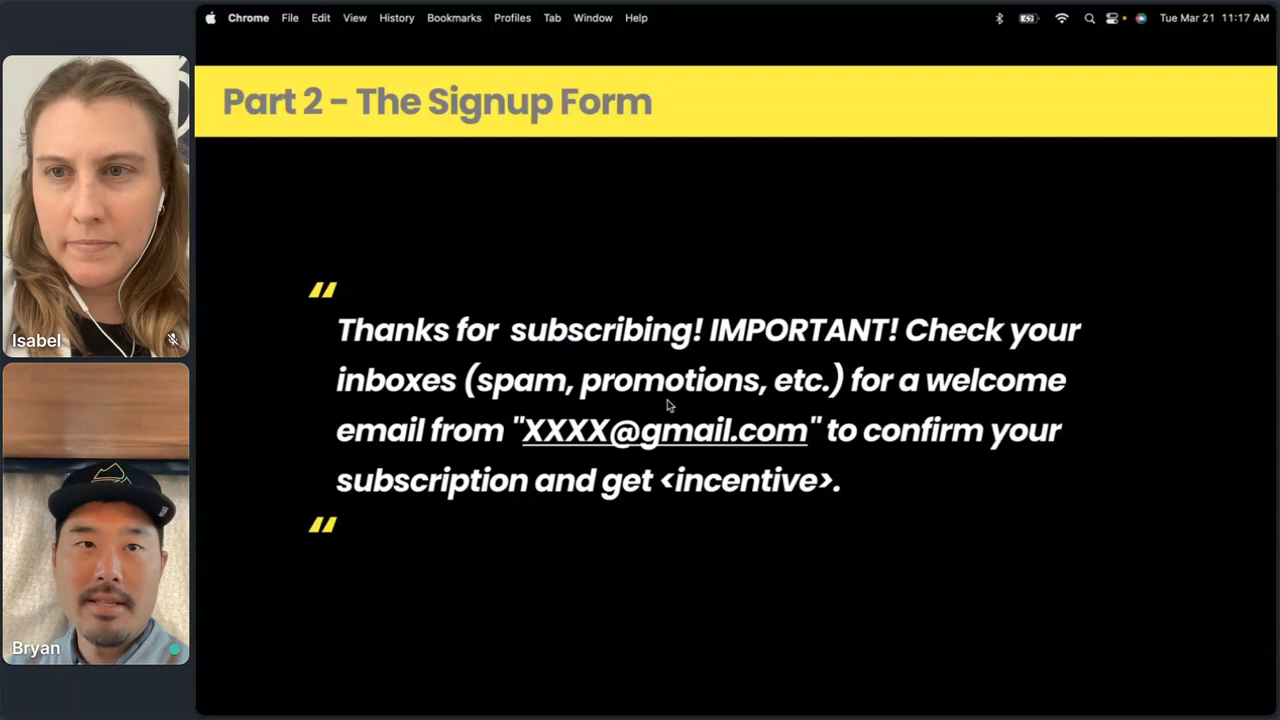 Chrome File Edit View History Bookmarks Profiles Tab Window Help Tue Mar 21 11:17 AM
Part 2 - The Signup Form
"
Thanks for subscribing! IMPORTANT! Check your
inboxes (spam, promotions, etc.) for a welcome
email from "XXXX@gmail.com" to confirm your
subscription and get <incentive>.
"
Isabel
Bryan